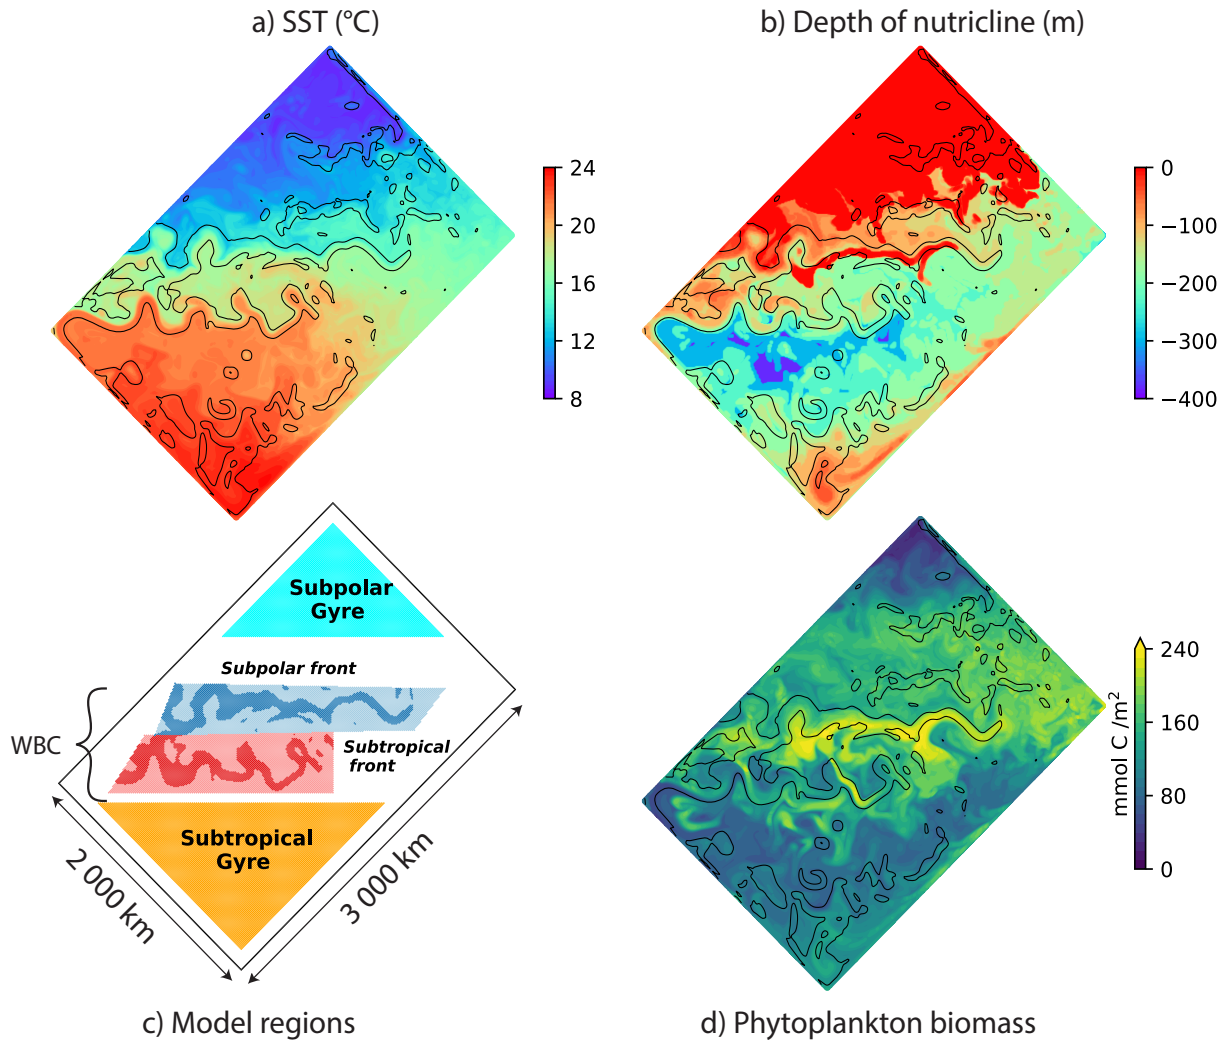 a) SST (°C)
b) Depth of nutricline (m)
24
20
16
12
8
0
−100
−200
−300
−400
Subpolar
Gyre
Subpolar front
WBC
Subtropical
front
Subtropical
Gyre
2 000 km
3 000 km
240
160
80
0
mmol C /m²
c) Model regions
d) Phytoplankton biomass